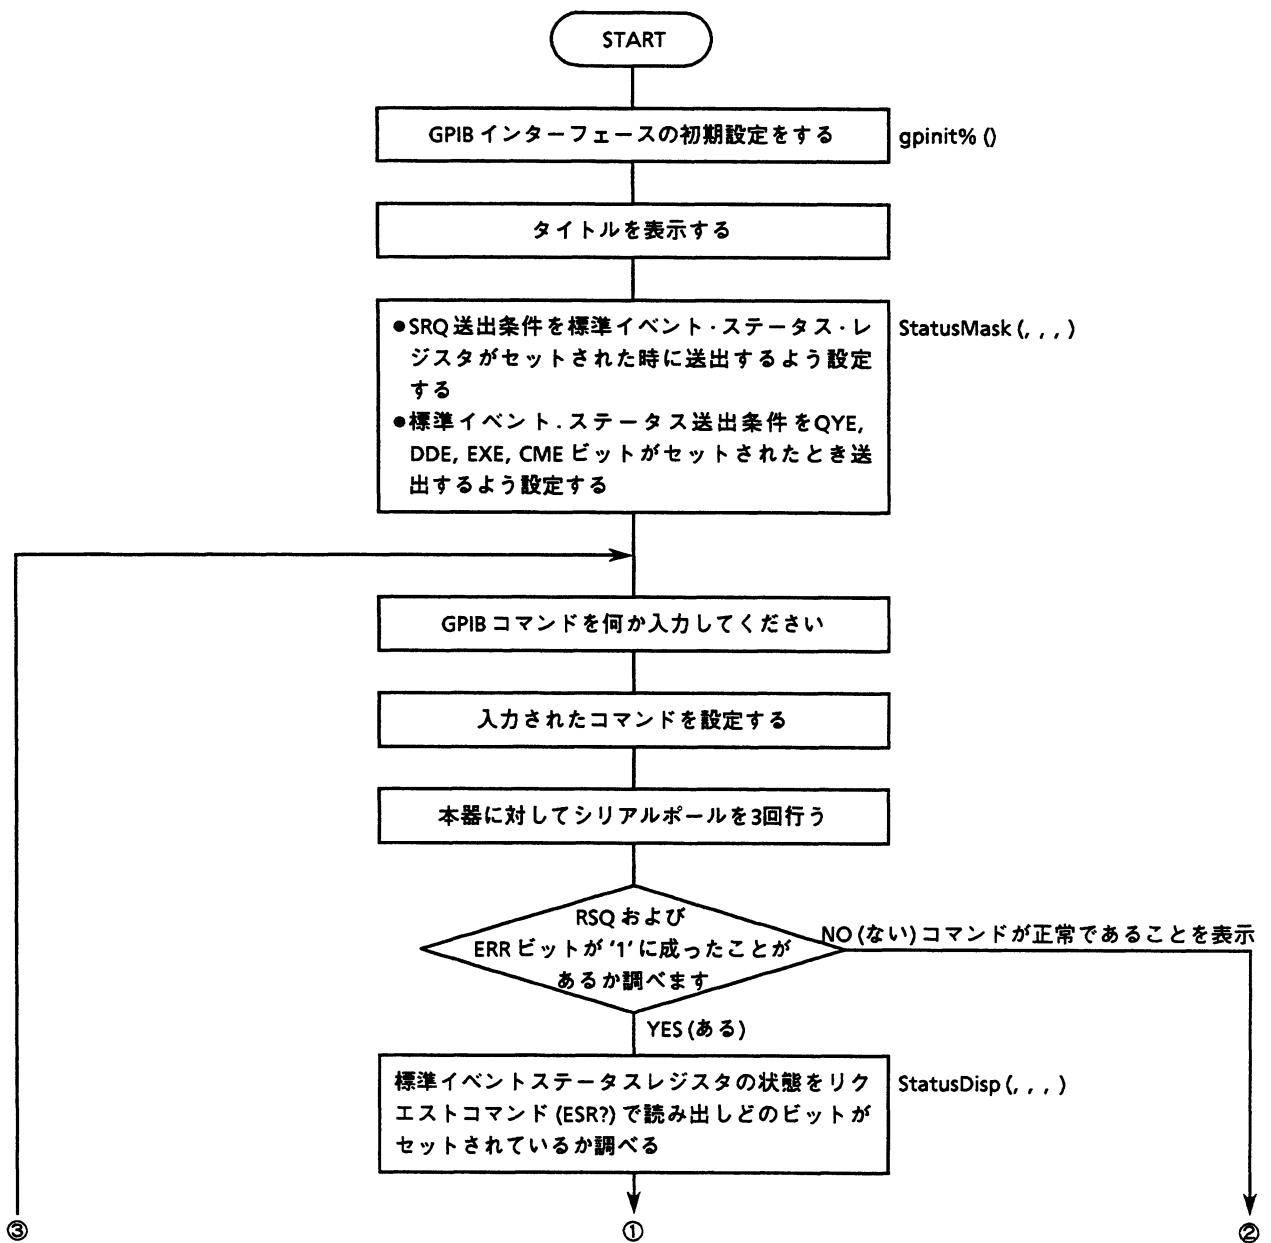 START
GPIB インターフェースの初期設定をする
gpinit% ()
タイトルを表示する
●SRQ 送出条件を標準イベント・ステータス・レ
ジスタがセットされた時に送出するよう設定
する
●標準イベント.ステータス送出条件をQYE,
DDE, EXE, CME ビットがセットされたとき送
出するよう設定する
StatusMask (, , , )
GPIB コマンドを何か入力してください
入力されたコマンドを設定する
本器に対してシリアルポールを3回行う
RSQ および
ERR ビットが '1' に成ったことが
あるか調べます
NO (ない) コマンドが正常であることを表示
YES (ある)
標準イベントステータスレジスタの状態をリク
エストコマンド (ESR?) で読み出しどのビットが
セットされているか調べる
StatusDisp (, , , )
③
①
②